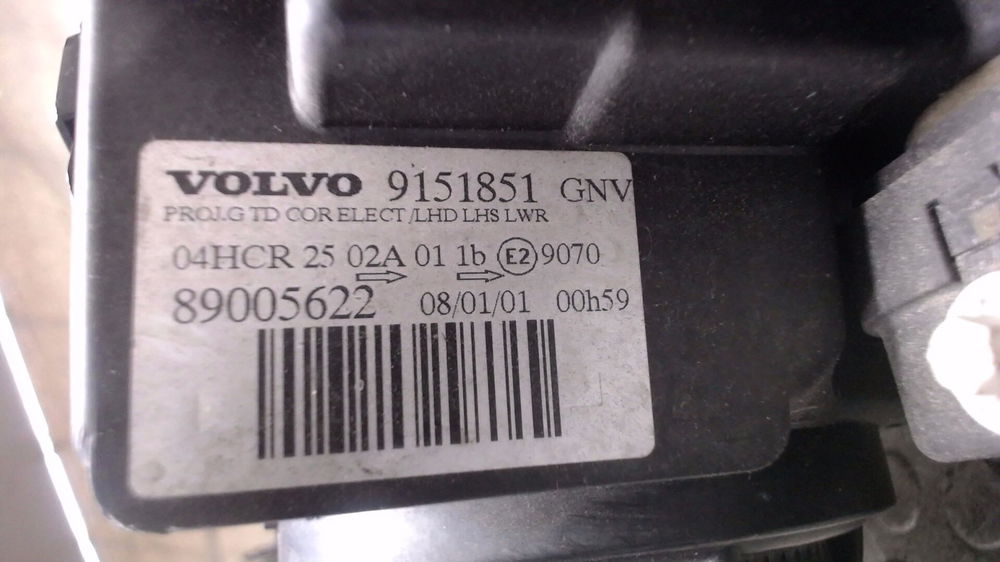 VOLVO 9151851 GNV
PROJ.G TD COR ELECT /LHD LHS LWR
04HCR 25 02A 01 1b E2 9070
89005622 08/01/01 00h59